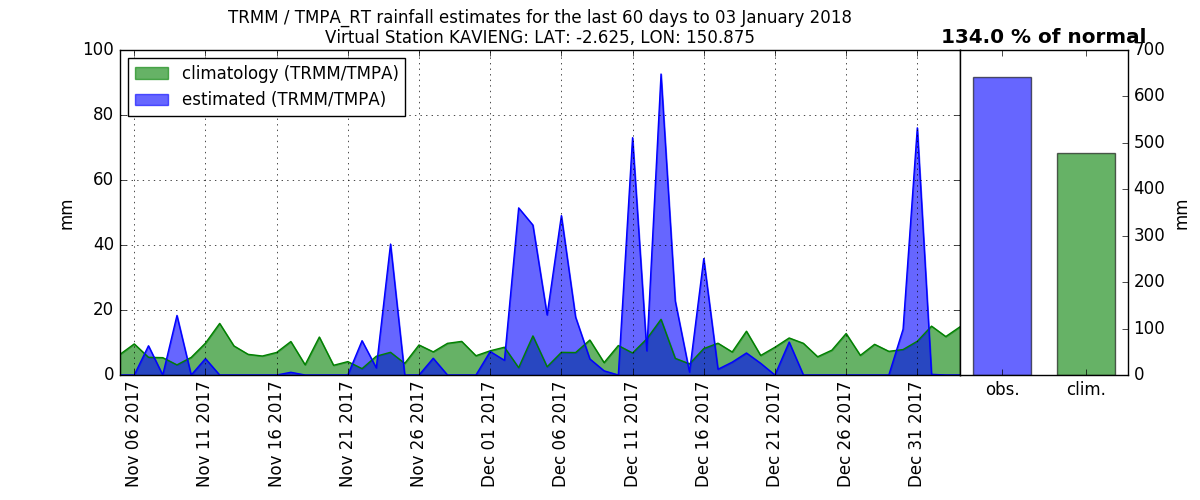 TRMM / TMPA_RT rainfall estimates for the last 60 days to 03 January 2018
Virtual Station KAVIENG: LAT: -2.625, LON: 150.875
134.0 % of normal
climatology (TRMM/TMPA)
estimated (TRMM/TMPA)
mm
100
80
60
40
20
0
Nov 06 2017
Nov 11 2017
Nov 16 2017
Nov 21 2017
Nov 26 2017
Dec 01 2017
Dec 06 2017
Dec 11 2017
Dec 16 2017
Dec 21 2017
Dec 26 2017
Dec 31 2017
obs.
clim.
700
600
500
400
300
200
100
0
mm